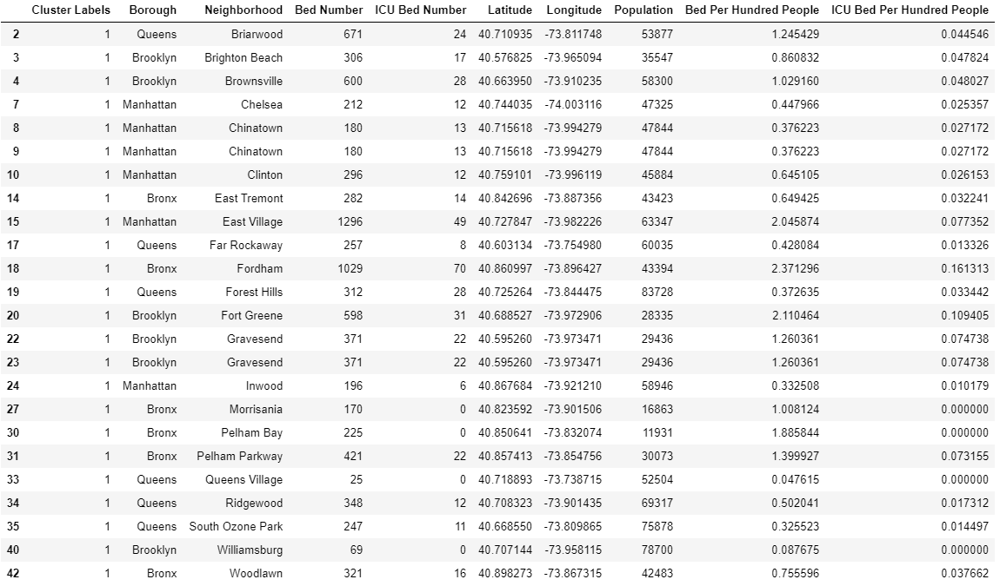 Cluster Labels Borough Neighborhood Bed Number ICU Bed Number Latitude Longitude Population Bed Per Hundred People ICU Bed Per Hundred People
2 1 Queens Briarwood 671 24 40.710935 -73.811748 53877 1.245429 0.044546
3 1 Brooklyn Brighton Beach 306 17 40.576825 -73.965094 35547 0.860832 0.047824
4 1 Brooklyn Brownsville 600 28 40.663950 -73.910235 58300 1.029160 0.048027
7 1 Manhattan Chelsea 212 12 40.744035 -74.003116 47325 0.447966 0.025357
8 1 Manhattan Chinatown 180 13 40.715618 -73.994279 47844 0.376223 0.027172
9 1 Manhattan Chinatown 180 13 40.715618 -73.994279 47844 0.376223 0.027172
10 1 Manhattan Clinton 296 12 40.759101 -73.996119 45884 0.645105 0.026153
14 1 Bronx East Tremont 282 14 40.842696 -73.887356 43423 0.649425 0.032241
15 1 Manhattan East Village 1296 49 40.727847 -73.982226 63347 2.045874 0.077352
17 1 Queens Far Rockaway 257 8 40.603134 -73.754980 60035 0.428084 0.013326
18 1 Bronx Fordham 1029 70 40.860997 -73.896427 43394 2.371296 0.161313
19 1 Queens Forest Hills 312 28 40.725264 -73.844475 83728 0.372635 0.033442
20 1 Brooklyn Fort Greene 598 31 40.688527 -73.972906 28335 2.110464 0.109405
22 1 Brooklyn Gravesend 371 22 40.595260 -73.973471 29436 1.260361 0.074738
23 1 Brooklyn Gravesend 371 22 40.595260 -73.973471 29436 1.260361 0.074738
24 1 Manhattan Inwood 196 6 40.867684 -73.921210 58946 0.332508 0.010179
27 1 Bronx Morrisania 170 0 40.823592 -73.901506 16863 1.008124 0.000000
30 1 Bronx Pelham Bay 225 0 40.850641 -73.832074 11931 1.885844 0.000000
31 1 Bronx Pelham Parkway 421 22 40.857413 -73.854756 30073 1.399927 0.073155
33 1 Queens Queens Village 25 0 40.718893 -73.738715 52504 0.047615 0.000000
34 1 Queens Ridgewood 348 12 40.708323 -73.901435 69317 0.502041 0.017312
35 1 Queens South Ozone Park 247 11 40.668550 -73.809865 75878 0.325523 0.014497
40 1 Brooklyn Williamsburg 69 0 40.707144 -73.958115 78700 0.087675 0.000000
42 1 Bronx Woodlawn 321 16 40.898273 -73.867315 42483 0.755596 0.037662